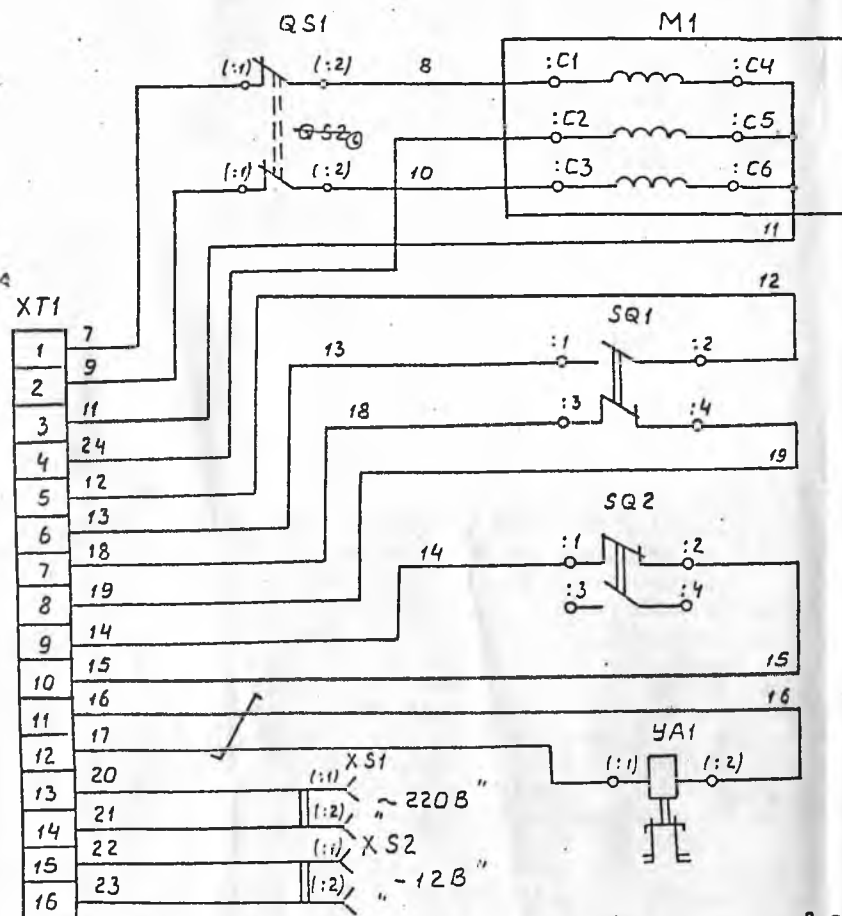 QS1 M1
(:1) (:2) 8 :C1 :C4
QS2
:C2 :C5
(:1) (:2) 10 :C3 :C6
11
12
XT1
SQ1
1 7
13 :1 :2
2 9
3 11
18 :3 :4
4 24
19
5 12
SQ2
6 13
14 :1 :2
7 18
:3 :4
8 19
9 14
10 15
15
11 16
16
12 17
YA1
(:1) (:2)
13 20
XS1
(:1)
"~220В"
14 21
(:2)
15 22
XS2
(:1)
"-12В"
16 23
(:2)